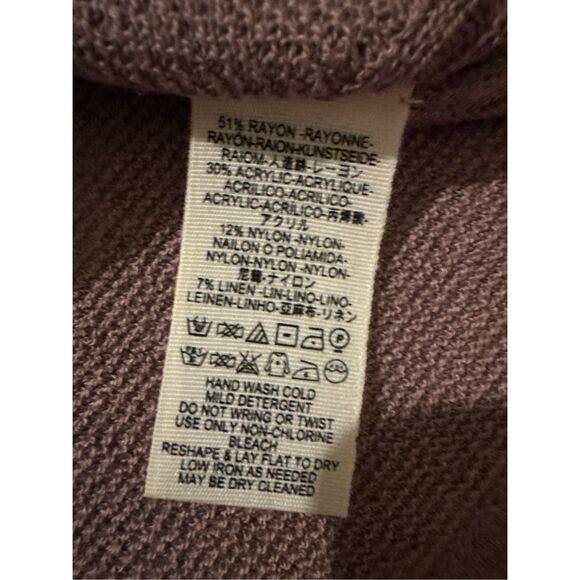 51% RAYON -RAYONNE-
RAYÓN-RAION-KUNSTSEIDE-
RAIOM-人造絲-レーヨン
30% ACRYLIC-ACRYLIQUE-
ACRILICO-ACRILICO-
ACRYLIC-ACRILICO-丙烯酸-
アクリル
12% NYLON -NYLON-
NAILON O POLIAMIDA-
NYLON-NYLON -NYLON-
尼龍-ナイロン
7% LINEN -LIN-LINO-LINO-
LEINEN-LINHO-亞麻布-リネン
P
HAND WASH COLD
MILD DETERGENT
DO NOT WRING OR TWIST
USE ONLY NON-CHLORINE
BLEACH
RESHAPE & LAY FLAT TO DRY
LOW IRON AS NEEDED
MAY BE DRY CLEANED